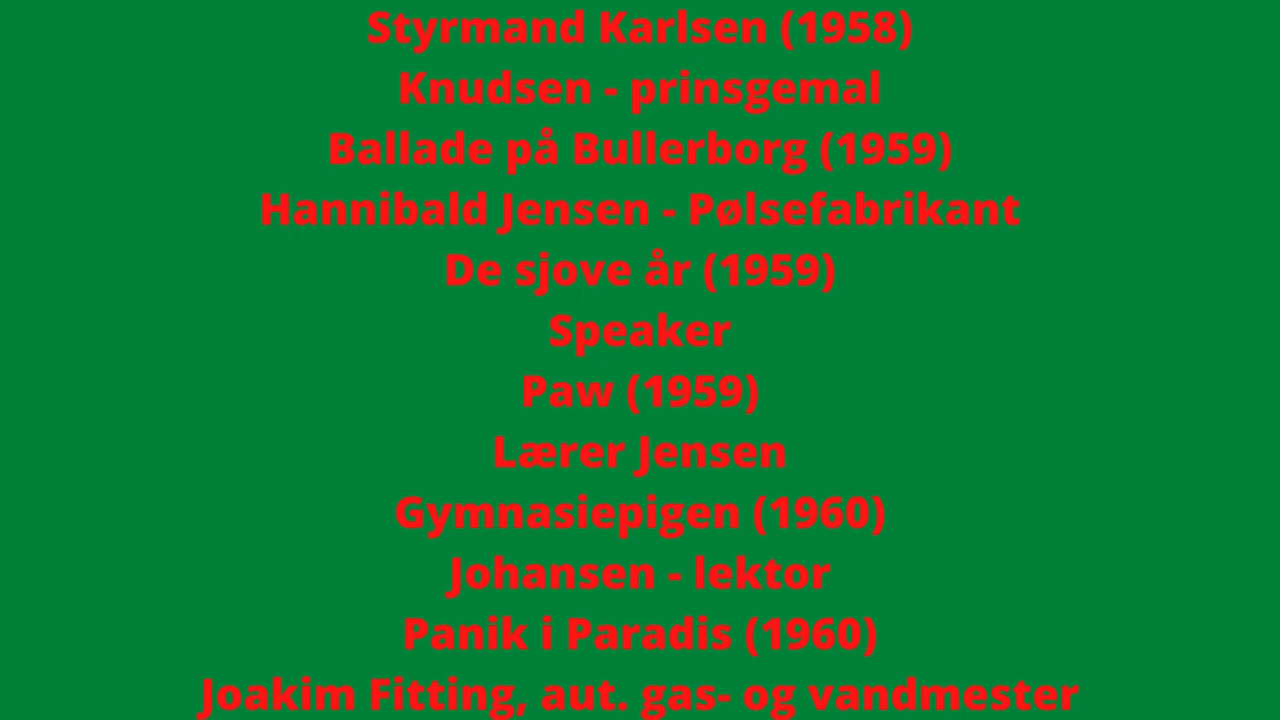 Styrmand Karlsen (1958)
Knudsen - prinsgemal
Ballade på Bullerborg (1959)
Hannibald Jensen - Pølsefabrikant
De sjove år (1959)
Speaker
Paw (1959)
Lærer Jensen
Gymnasiepigen (1960)
Johansen - lektor
Panik i Paradis (1960)
Joakim Fitting, aut. gas- og vandmester